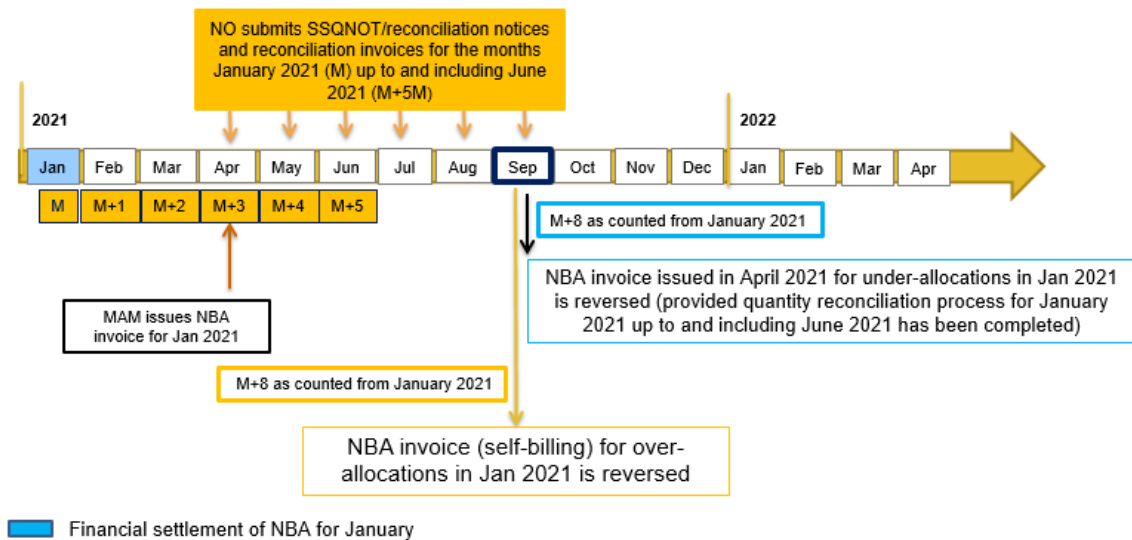 NO submits SSQNOT/reconciliation notices
and reconciliation invoices for the months
January 2021 (M) up to and including June
2021 (M+5M)
2021
2022
Jan Feb Mar Apr May Jun Jul Aug Sep Oct Nov Dec Jan Feb Mar Apr
M M+1 M+2 M+3 M+4 M+5
M+8 as counted from January 2021
NBA invoice issued in April 2021 for under-allocations in Jan 2021
is reversed (provided quantity reconciliation process for January
2021 up to and including June 2021 has been completed)
MAM issues NBA
invoice for Jan 2021
M+8 as counted from January 2021
NBA invoice (self-billing) for over-
allocations in Jan 2021 is reversed
Financial settlement of NBA for January